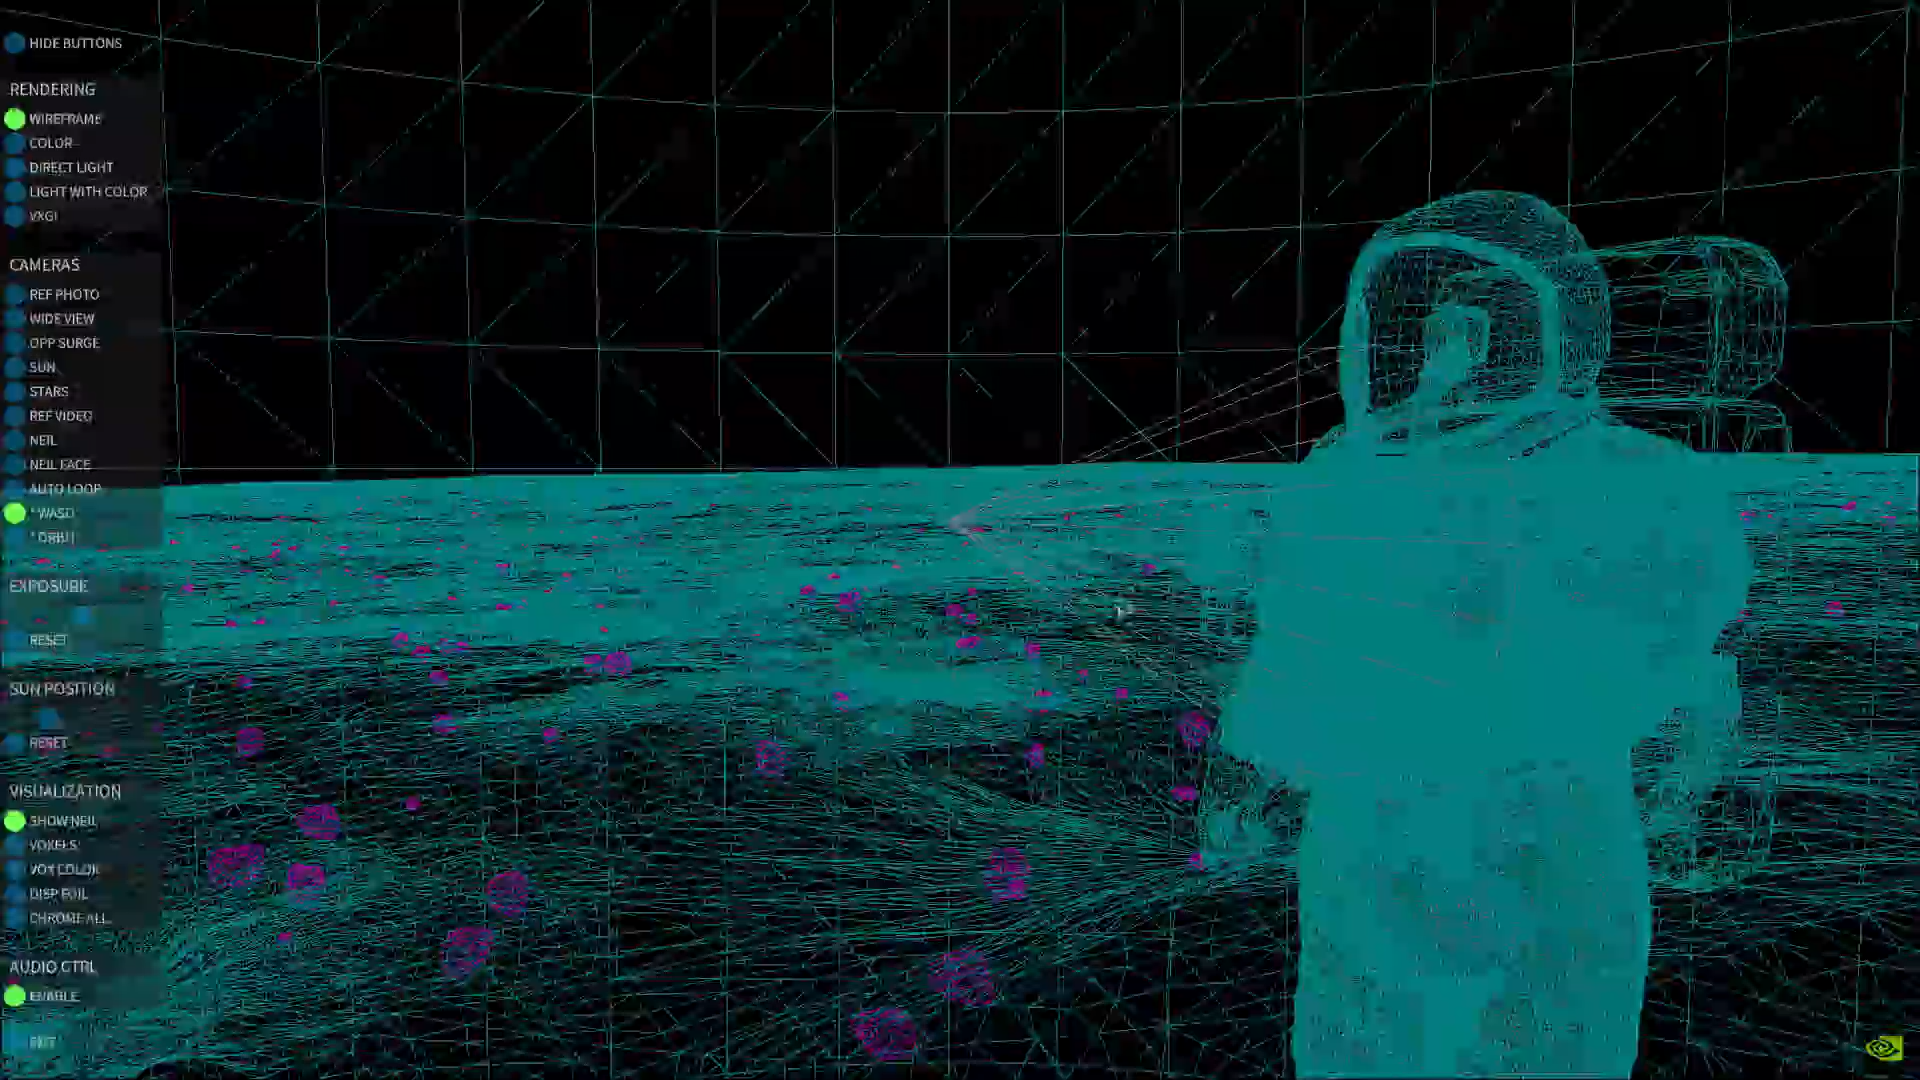 HIDE BUTTONS
RENDERING
WIREFRAME
COLOR
DIRECT LIGHT
LIGHT WITH COLOR
VXGI
CAMERAS
REF PHOTO
WIDE VIEW
OPP SURGE
SUN
STARS
REF VIDEO
NEIL
NEIL FACE
AUTO LOOP
* WASD
* ORBIT
EXPOSURE
RESET
SUN POSITION
RESET
VISUALIZATION
SHOW NEIL
VOXELS
VOX COLOR
DISP FOIL
CHROME ALL
AUDIO CTRL
ENABLE
EXIT